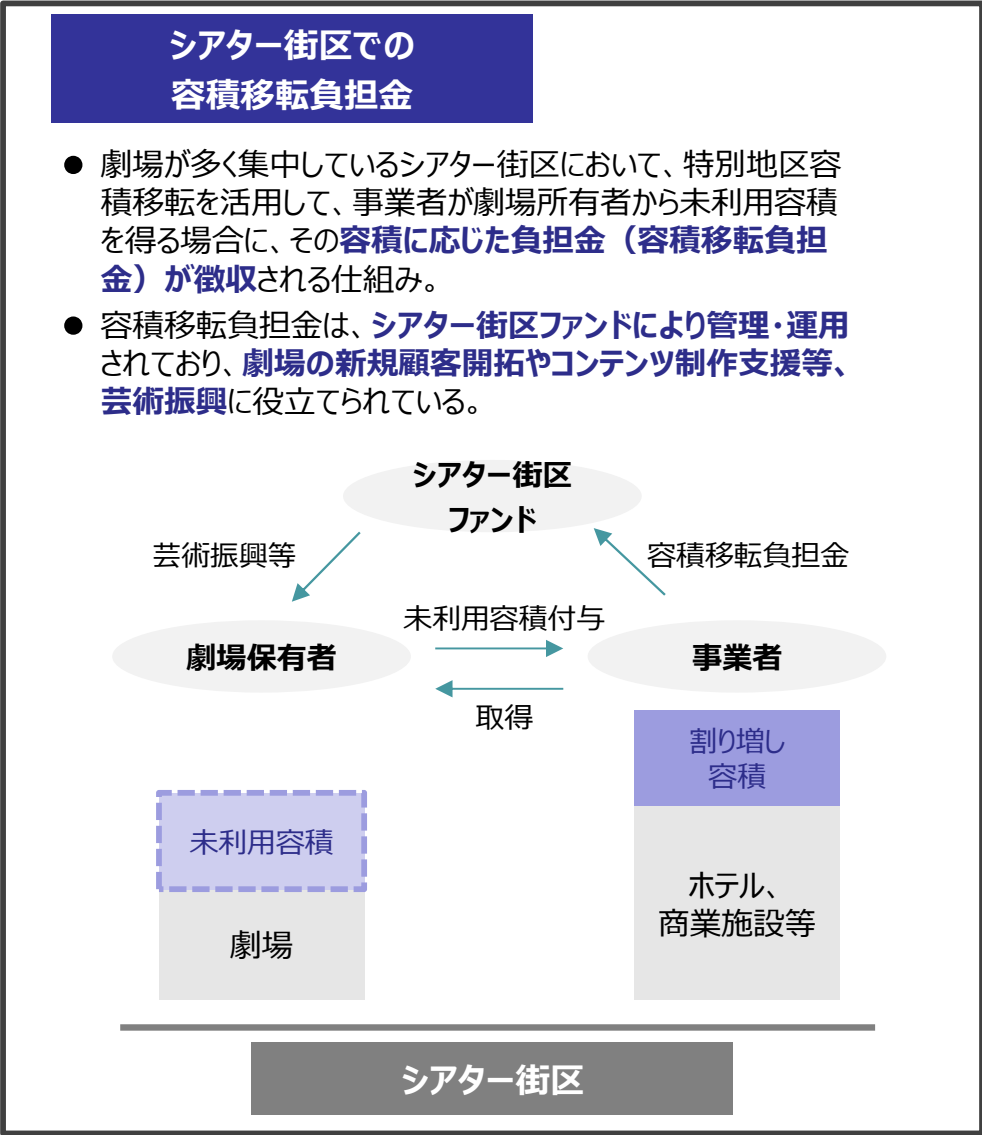 シアター街区での
容積移転負担金
● 劇場が多く集中しているシアター街区において、特別地区容
積移転を活用して、事業者が劇場所有者から未利用容積
を得る場合に、その容積に応じた負担金（容積移転負担
金）が徴収される仕組み。
● 容積移転負担金は、シアター街区ファンドにより管理・運用
されており、劇場の新規顧客開拓やコンテンツ制作支援等、
芸術振興に役立てられている。
シアター街区
ファンド
芸術振興等
容積移転負担金
未利用容積付与
劇場保有者
事業者
取得
割り増し
容積
未利用容積
ホテル、
商業施設等
劇場
シアター街区